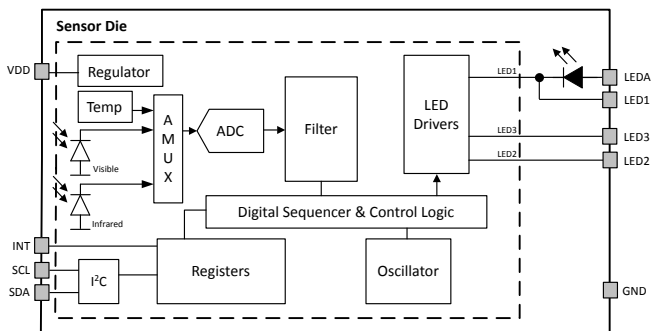 Sensor Die
VDD
Regulator
Temp
A
M
U
X
ADC
Filter
LED
Drivers
LED1
LED3
LED2
LEDA
LED1
LED3
LED2
Visible
Infrared
Digital Sequencer & Control Logic
INT
SCL
SDA
I²C
Registers
Oscillator
GND